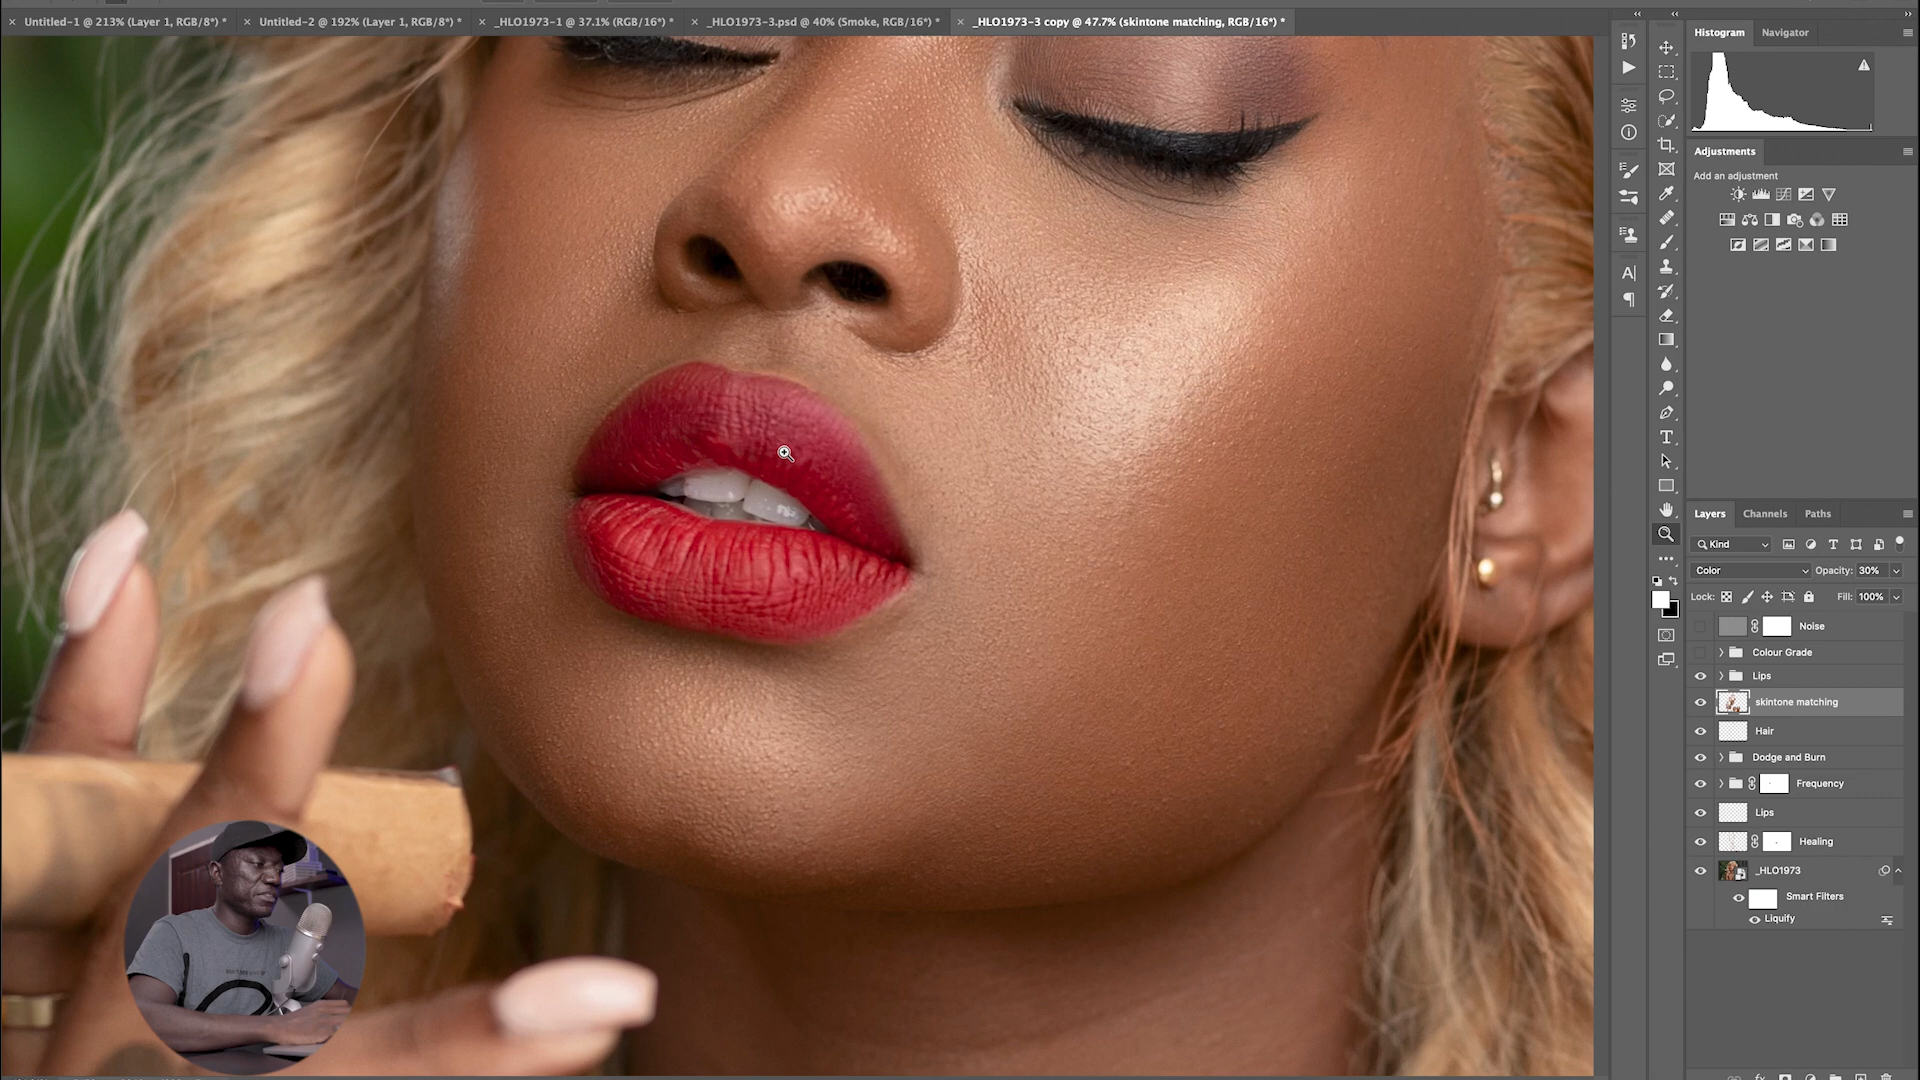 Untitled-1 @ 213% (Layer 1, RGB/8*) *
Untitled-2 @ 192% (Layer 1, RGB/8*) *
_HLO1973-1 @ 37.1% (RGB/16*) *
_HLO1973-3.psd @ 40% (Smoke, RGB/16*) *
_HLO1973-3 copy @ 47.7% (skintone matching, RGB/16*) *
Histogram
Navigator
Adjustments
Add an adjustment
Layers
Channels
Paths
Kind
Color
Opacity: 30%
Lock:
Fill: 100%
Noise
Colour Grade
Lips
skintone matching
Hair
Dodge and Burn
Frequency
Lips
Healing
_HLO1973
Smart Filters
Liquify